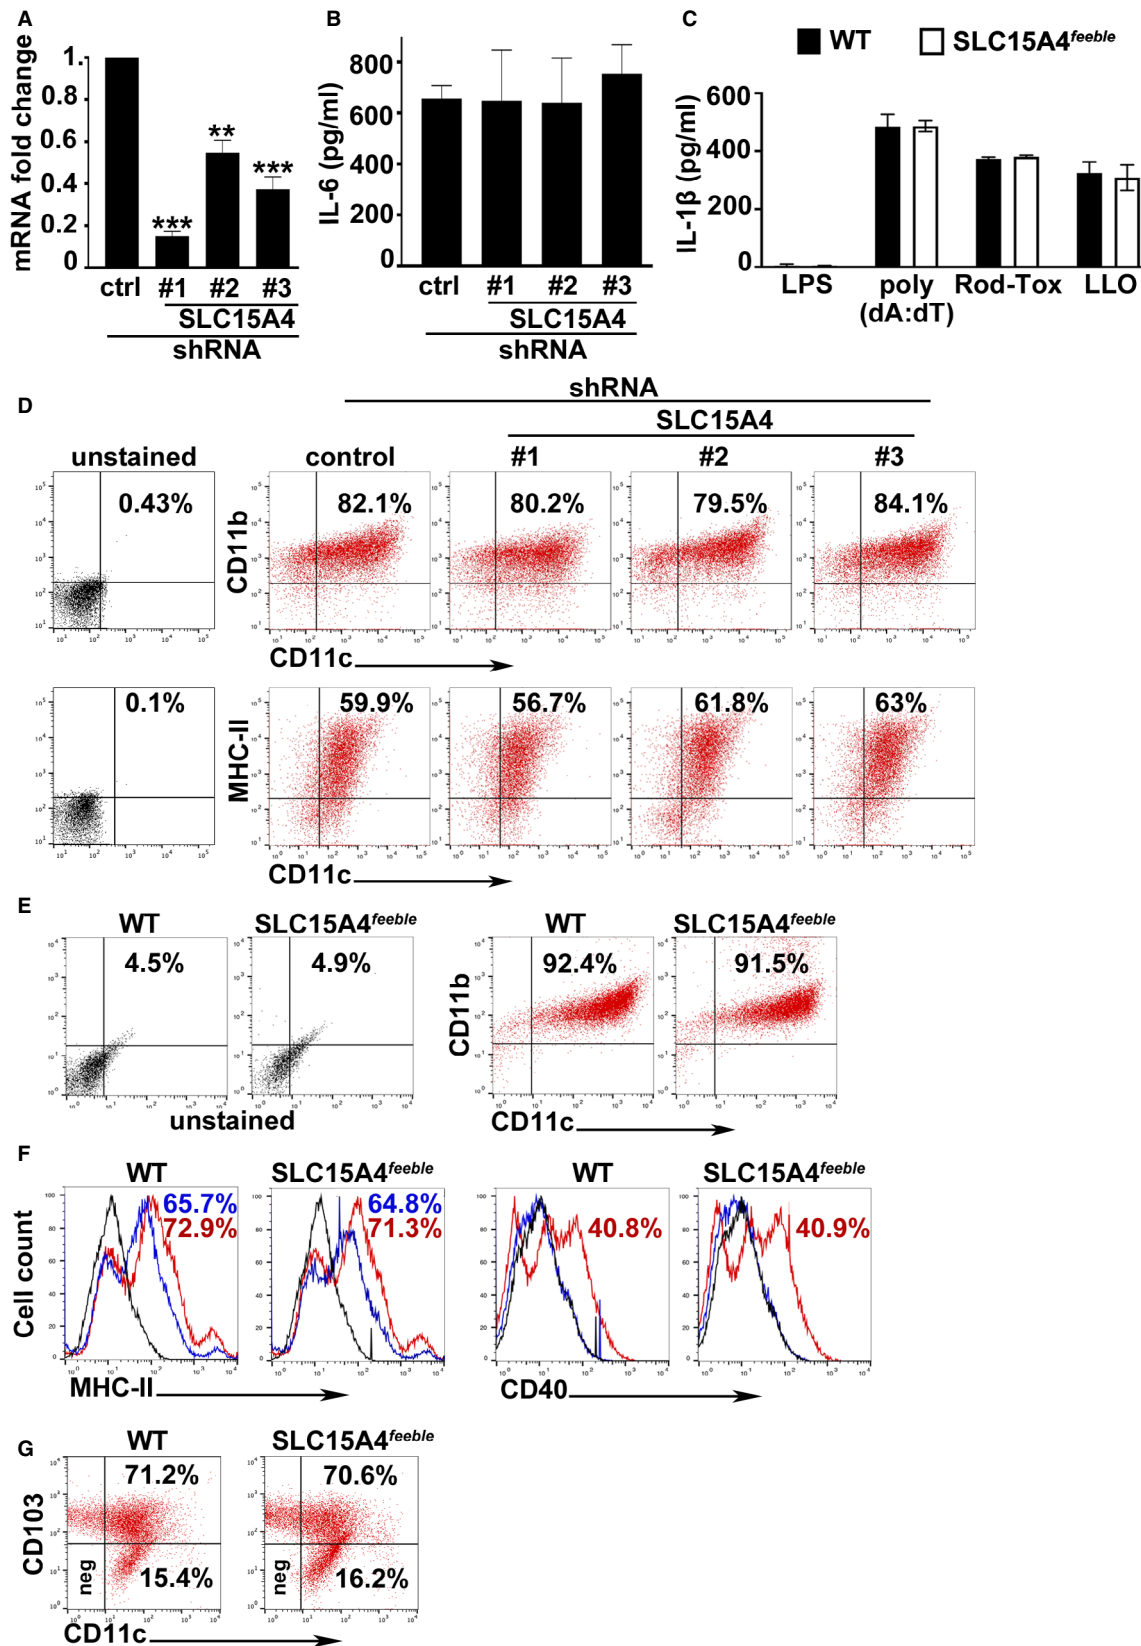 A
mRNA fold change
1.
0.8
0.6
0.4
0.2
0
***
**
***
ctrl #1 #2 #3
SLC15A4
shRNA
B
IL-6 (pg/ml)
800
600
400
200
0
ctrl #1 #2 #3
SLC15A4
shRNA
C
WT SLC15A4feeble
IL-1β (pg/ml)
600
400
200
0
LPS poly Rod-Tox LLO
(dA:dT)
D
shRNA
SLC15A4
unstained control #1 #2 #3
0.43% 82.1% 80.2% 79.5% 84.1%
CD11b
CD11c
0.1% 59.9% 56.7% 61.8% 63%
MHC-II
CD11c
E
WT SLC15A4feeble WT SLC15A4feeble
4.5% 4.9% 92.4% 91.5%
CD11b
unstained CD11c
F
WT SLC15A4feeble WT SLC15A4feeble
65.7% 64.8%
72.9% 71.3% 40.8% 40.9%
Cell count
100
80
60
40
20
0
MHC-II CD40
G
WT SLC15A4feeble
71.2% 70.6%
CD103
neg 15.4% neg 16.2%
CD11c